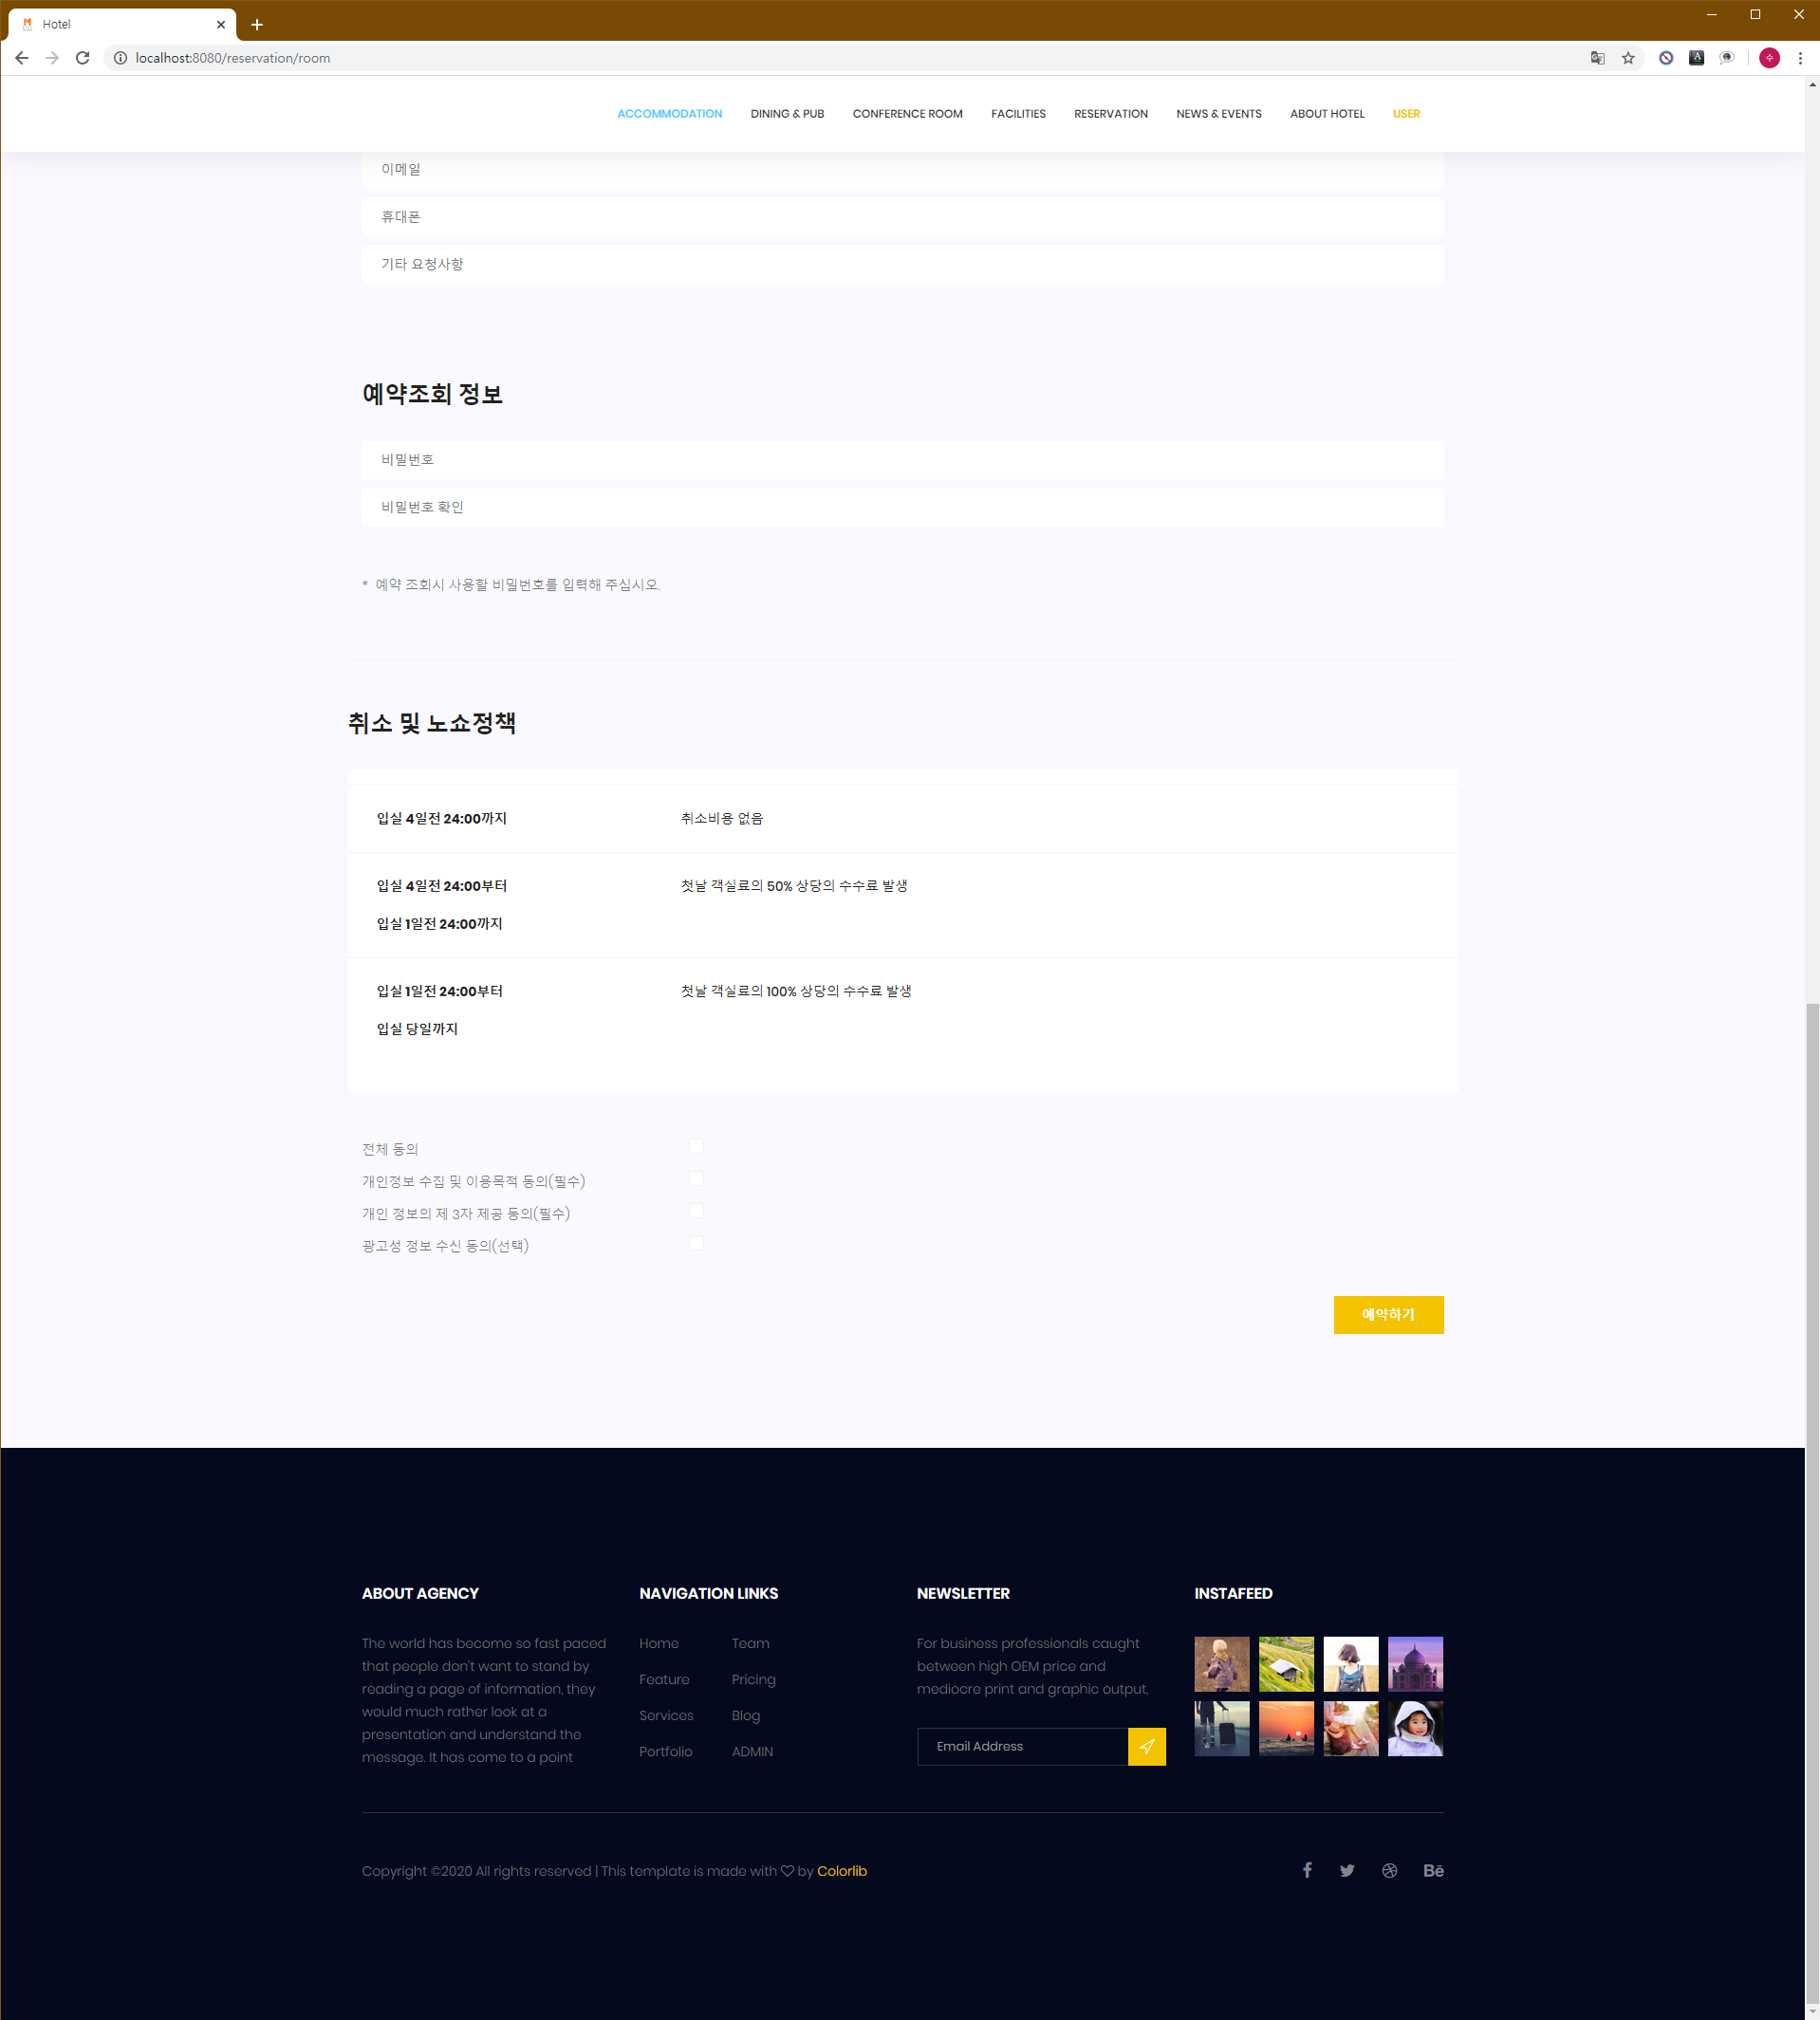 Hotel
localhost:8080/reservation/room
ACCOMMODATION DINING & PUB CONFERENCE ROOM FACILITIES RESERVATION NEWS & EVENTS ABOUT HOTEL USER
이메일
휴대폰
기타 요청사항
예약조회 정보
비밀번호
비밀번호 확인
* 예약 조회시 사용할 비밀번호를 입력해 주십시오.
취소 및 노쇼정책
입실 4일전 24:00까지 취소비용 없음
입실 4일전 24:00부터 첫날 객실료의 50% 상당의 수수료 발생
입실 1일전 24:00까지
입실 1일전 24:00부터 첫날 객실료의 100% 상당의 수수료 발생
입실 당일까지
전체 동의
개인정보 수집 및 이용목적 동의(필수)
개인 정보의 제 3자 제공 동의(필수)
광고성 정보 수신 동의(선택)
예약하기
ABOUT AGENCY
The world has become so fast paced
that people don't want to stand by
reading a page of information, they
would much rather look at a
presentation and understand the
message. It has come to a point
NAVIGATION LINKS
Home Team
Feature Pricing
Services Blog
Portfolio ADMIN
NEWSLETTER
For business professionals caught
between high OEM price and
mediocre print and graphic output,
Email Address
INSTAFEED
Copyright ©2020 All rights reserved | This template is made with ♡ by Colorlib